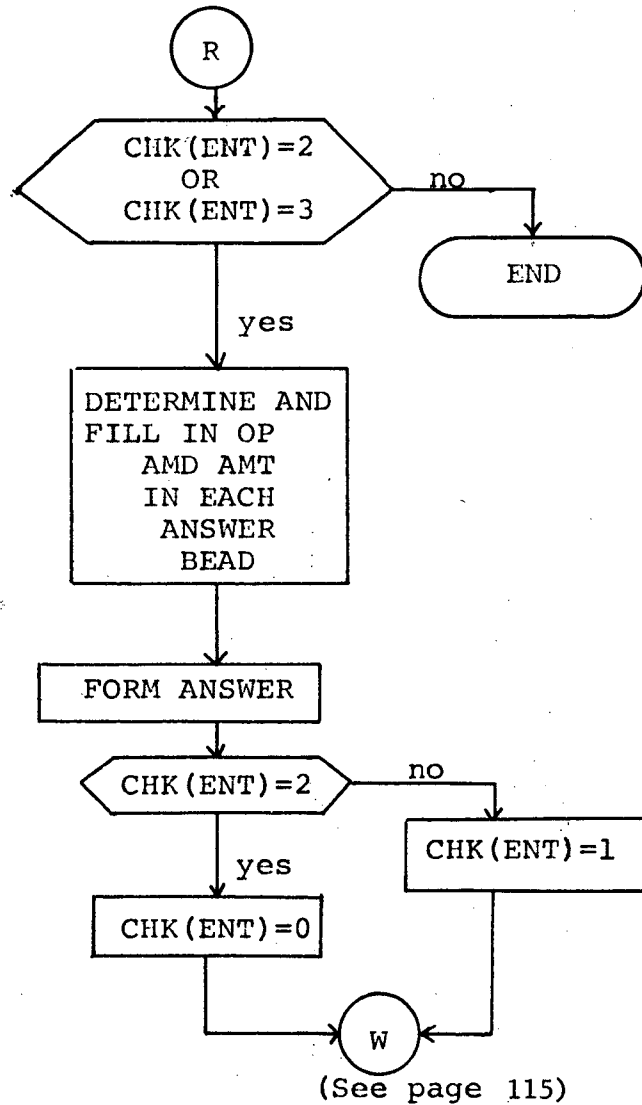 R
CHK(ENT)=2
OR
CHK(ENT)=3
no
END
yes
DETERMINE AND
FILL IN OP
AMD AMT
IN EACH
ANSWER
BEAD
FORM ANSWER
CHK(ENT)=2
no
CHK(ENT)=1
yes
CHK(ENT)=0
W
(See page 115)